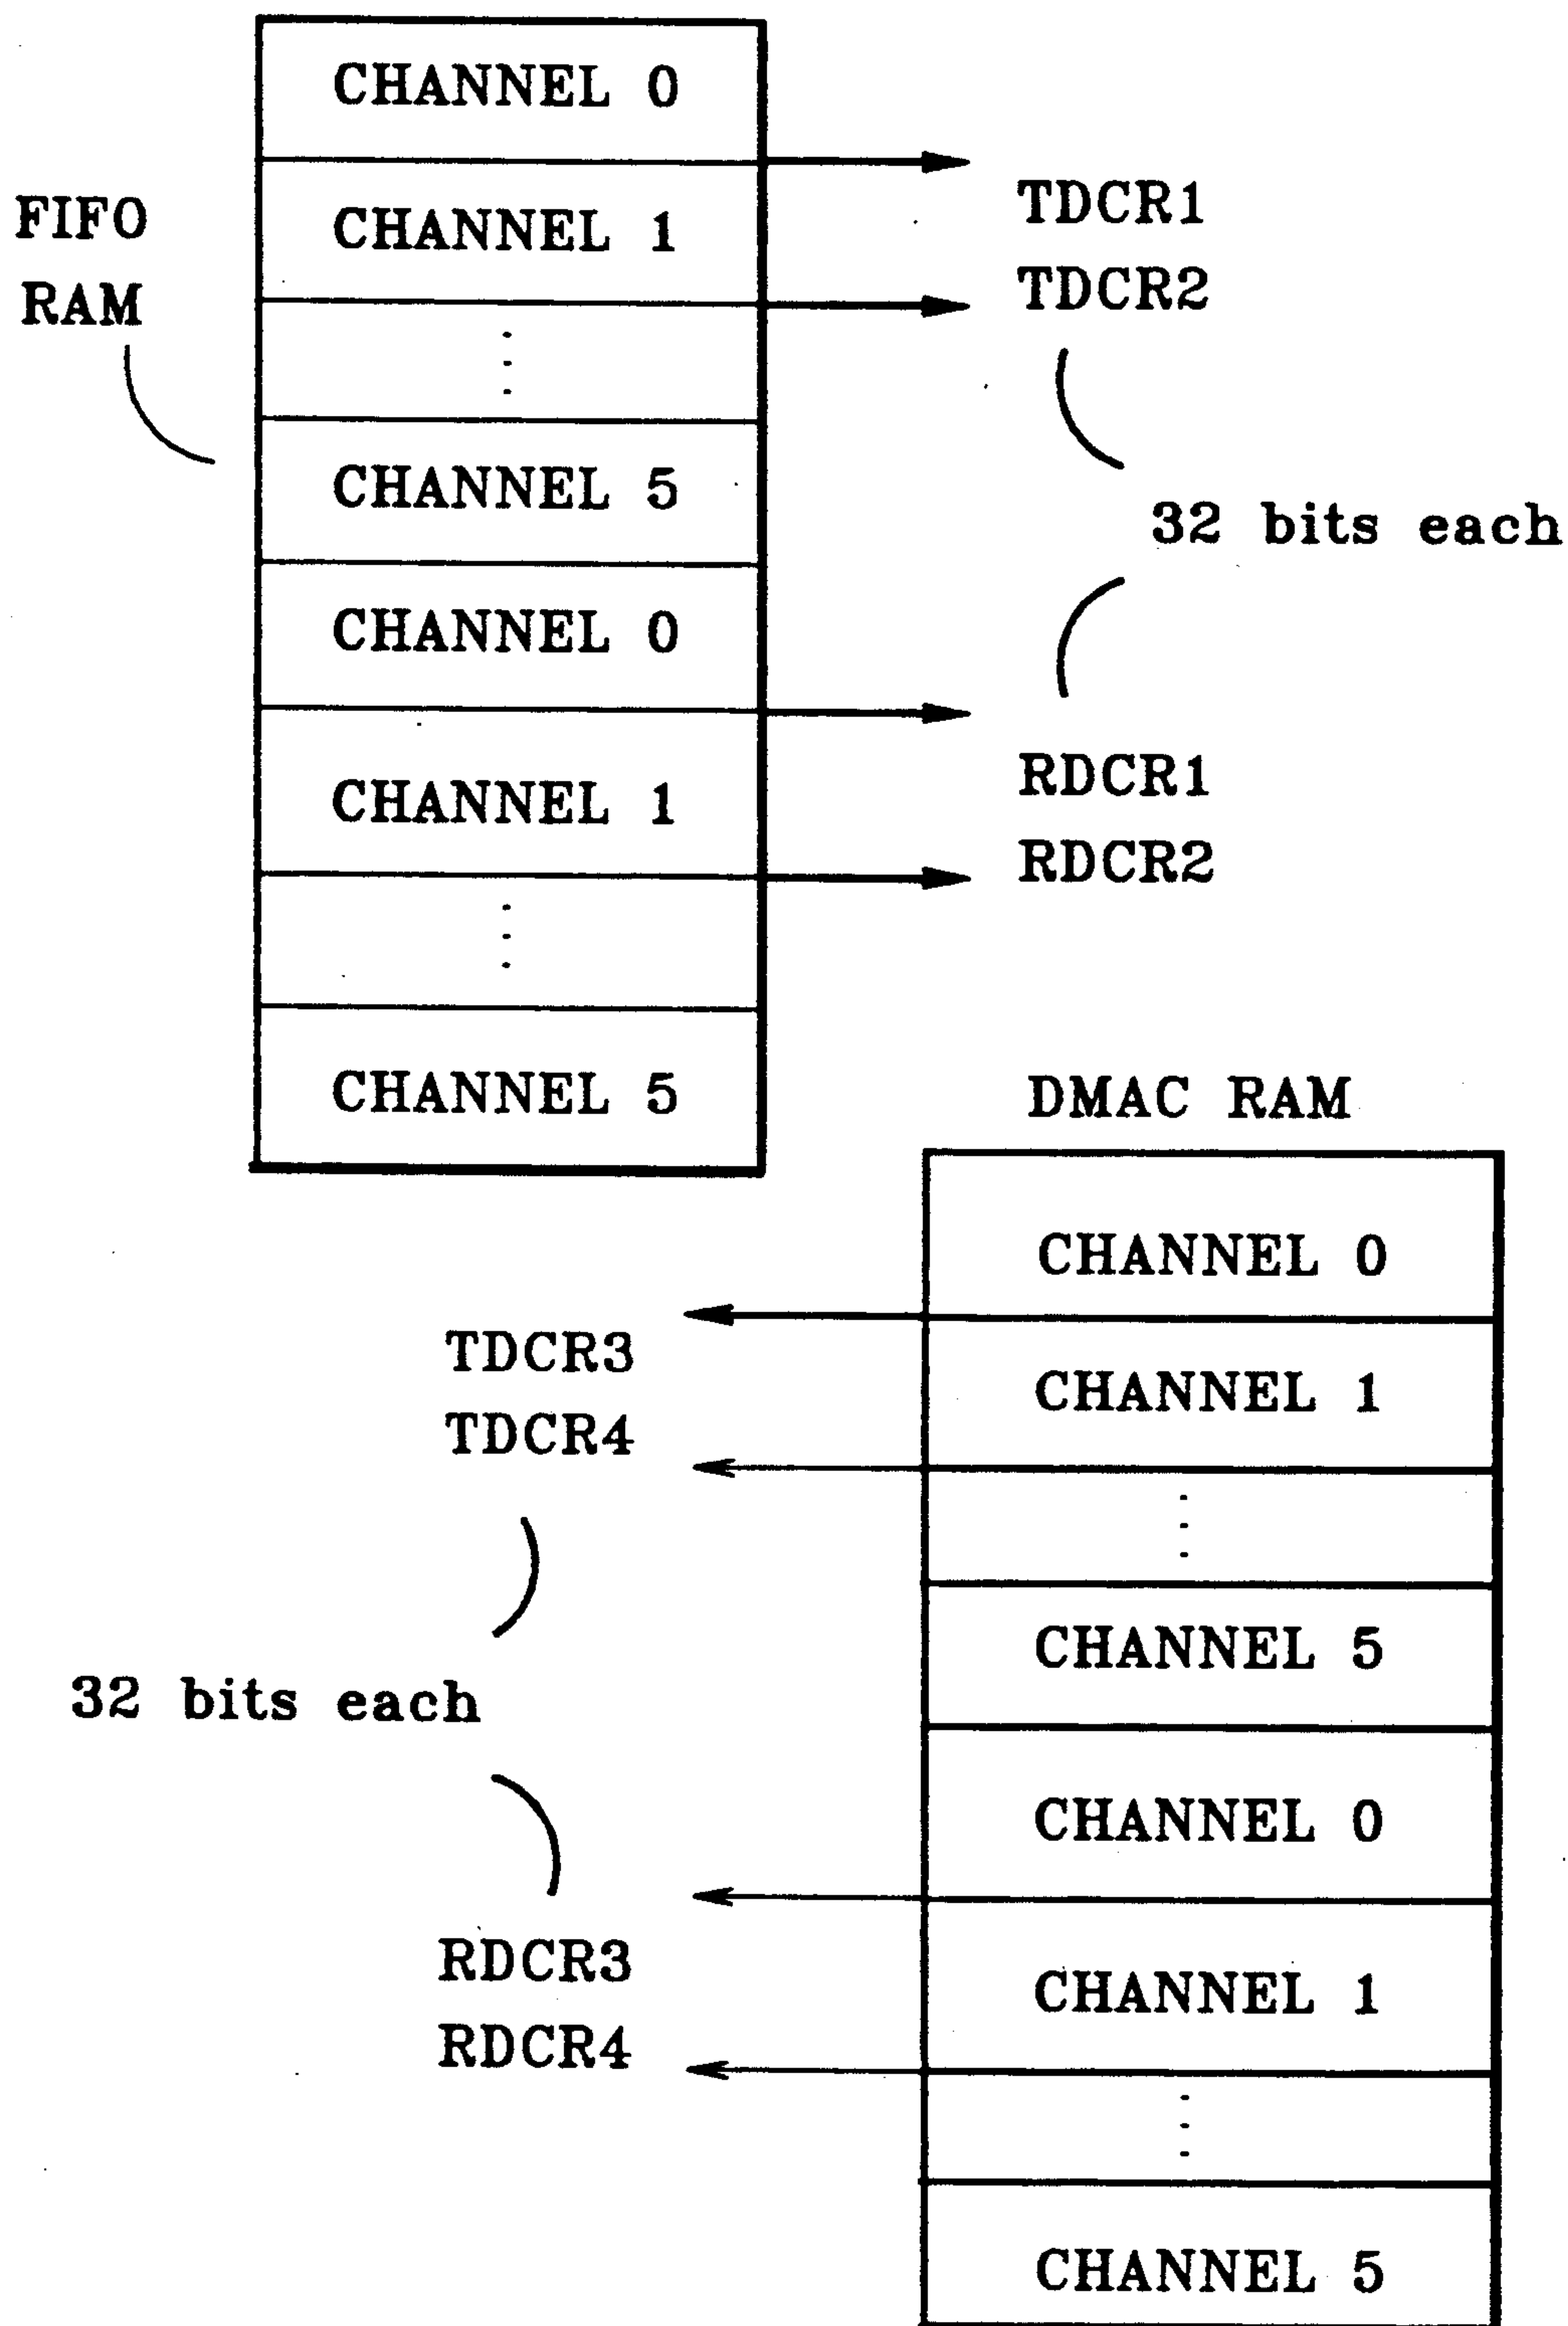 CHANNEL 0
FIFO
RAM
CHANNEL 1
TDCR1
TDCR2
CHANNEL 5
32 bits each
CHANNEL 0
CHANNEL 1
RDCR1
RDCR2
CHANNEL 5
DMAC RAM
CHANNEL 0
TDCR3
TDCR4
CHANNEL 1
CHANNEL 5
32 bits each
CHANNEL 0
RDCR3
RDCR4
CHANNEL 1
CHANNEL 5